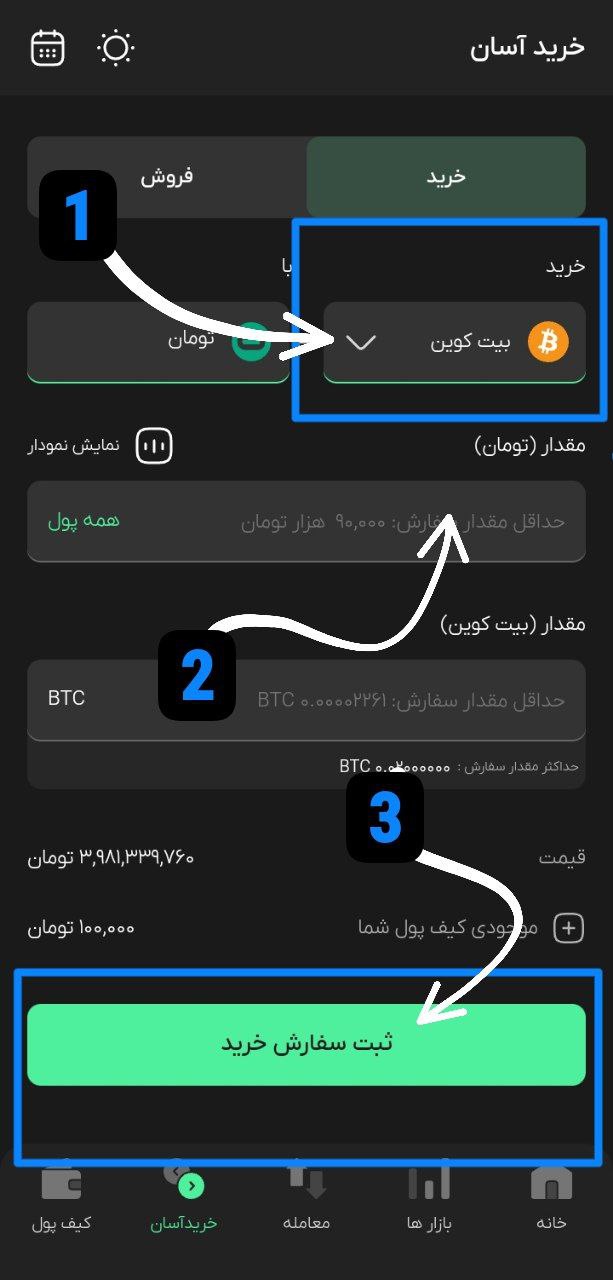 خرید آسان
خرید
فروش
1
خرید
با
بیت کوین
تومان
مقدار (تومان)
نمایش نمودار
حداقل مقدار سفارش: ۹۰,۰۰۰ هزار تومان
همه پول
مقدار (بیت کوین)
2
حداقل مقدار سفارش: ۰.۰۰۰۰۲۲۶۱ BTC
BTC
حداکثر مقدار سفارش : ۰.۰۲۰۰۰۰۰۰ BTC
3
قیمت
۳,۹۸۱,۳۳۹,۷۶۰ تومان
موجودی کیف پول شما
۱۰۰,۰۰۰ تومان
ثبت سفارش خرید
خانه
بازار ها
معامله
خریدآسان
کیف پول